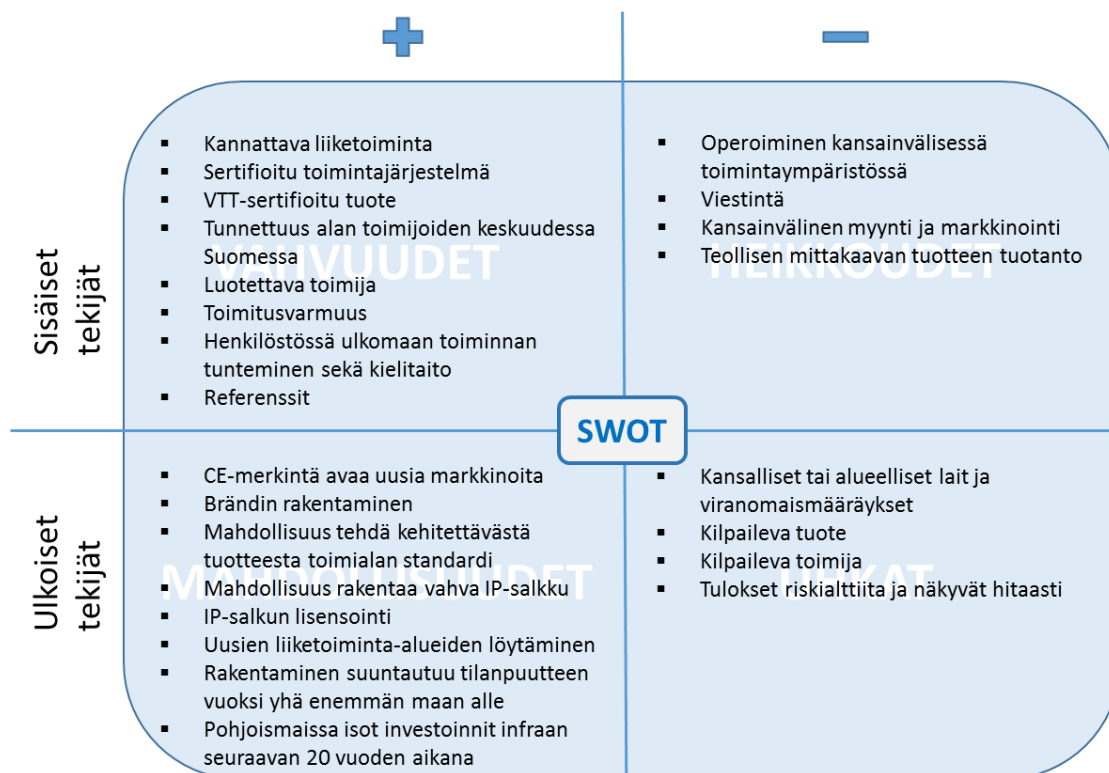 Sisäiset
tekijät
VAHVUUDET
▪ Kannattava liiketoiminta
▪ Sertifioitu toimintajärjestelmä
▪ VTT-sertifioitu tuote
▪ Tunnettuus alan toimijoiden keskuudessa
Suomessa
▪ Luotettava toimija
▪ Toimitusvarmuus
▪ Henkilöstössä ulkomaan toiminnan
tunteminen sekä kielitaito
▪ Referenssit
HEIKKOUDET
▪ Operoiminen kansainvälisessä
toimintaympäristössä
▪ Viestintä
▪ Kansainvälinen myynti ja markkinointi
▪ Teollisen mittakaavan tuotteen tuotanto
SWOT
Ulkoiset
tekijät
MAHDOLLISUUDET
▪ CE-merkintä avaa uusia markkinoita
▪ Brändin rakentaminen
▪ Mahdollisuus tehdä kehitettävästä
tuotteesta toimialan standardi
▪ Mahdollisuus rakentaa vahva IP-salkku
▪ IP-salkun lisensointi
▪ Uusien liiketoiminta-alueiden löytäminen
▪ Rakentaminen suuntautuu tilanpuutteen
vuoksi yhä enemmän maan alle
▪ Pohjoismaissa isot investoinnit infraan
seuraavan 20 vuoden aikana
UHKAT
▪ Kansalliset tai alueelliset lait ja
viranomaismääräykset
▪ Kilpaileva tuote
▪ Kilpaileva toimija
▪ Tulokset riskialttiita ja näkyvät hitaasti